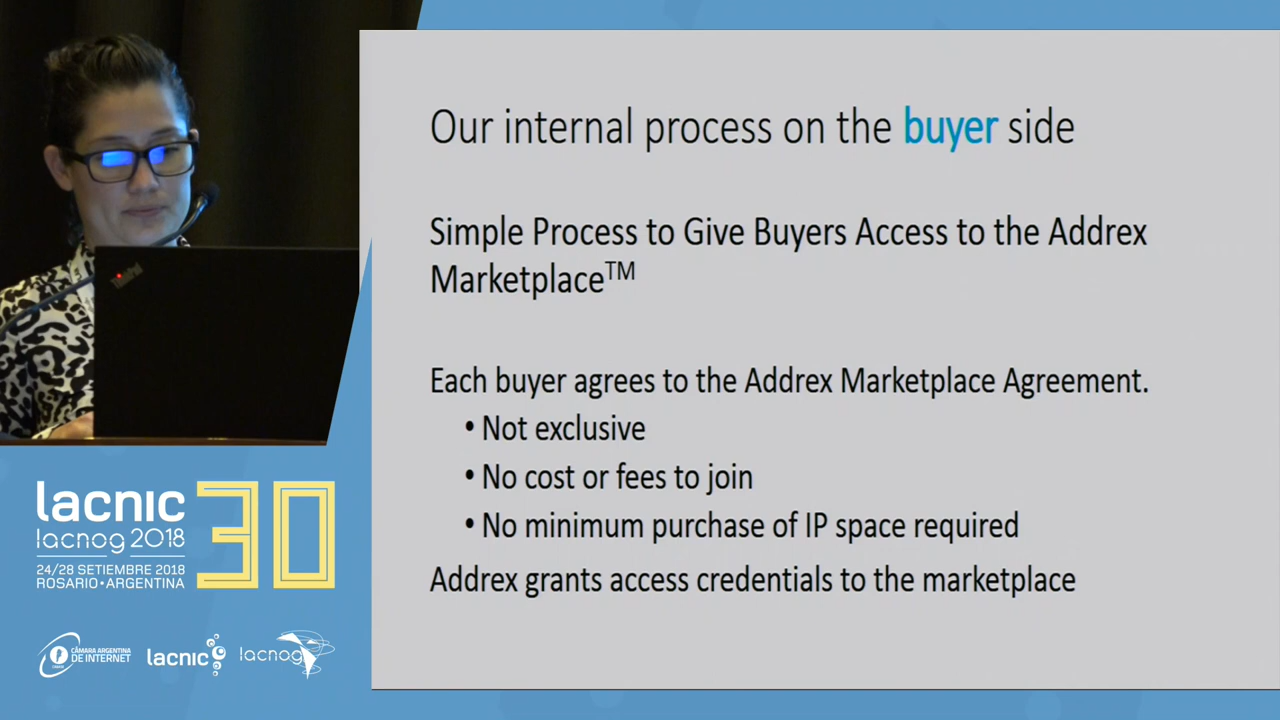 Our internal process on the buyer side
Simple Process to Give Buyers Access to the Addrex
Marketplace™
Each buyer agrees to the Addrex Marketplace Agreement.
• Not exclusive
• No cost or fees to join
• No minimum purchase of IP space required
Addrex grants access credentials to the marketplace
lacnic 30
lacnog 2018
24/28 SETIEMBRE 2018
ROSARIO • ARGENTINA
CÁMARA ARGENTINA
DE INTERNET
lacnic
lacnog